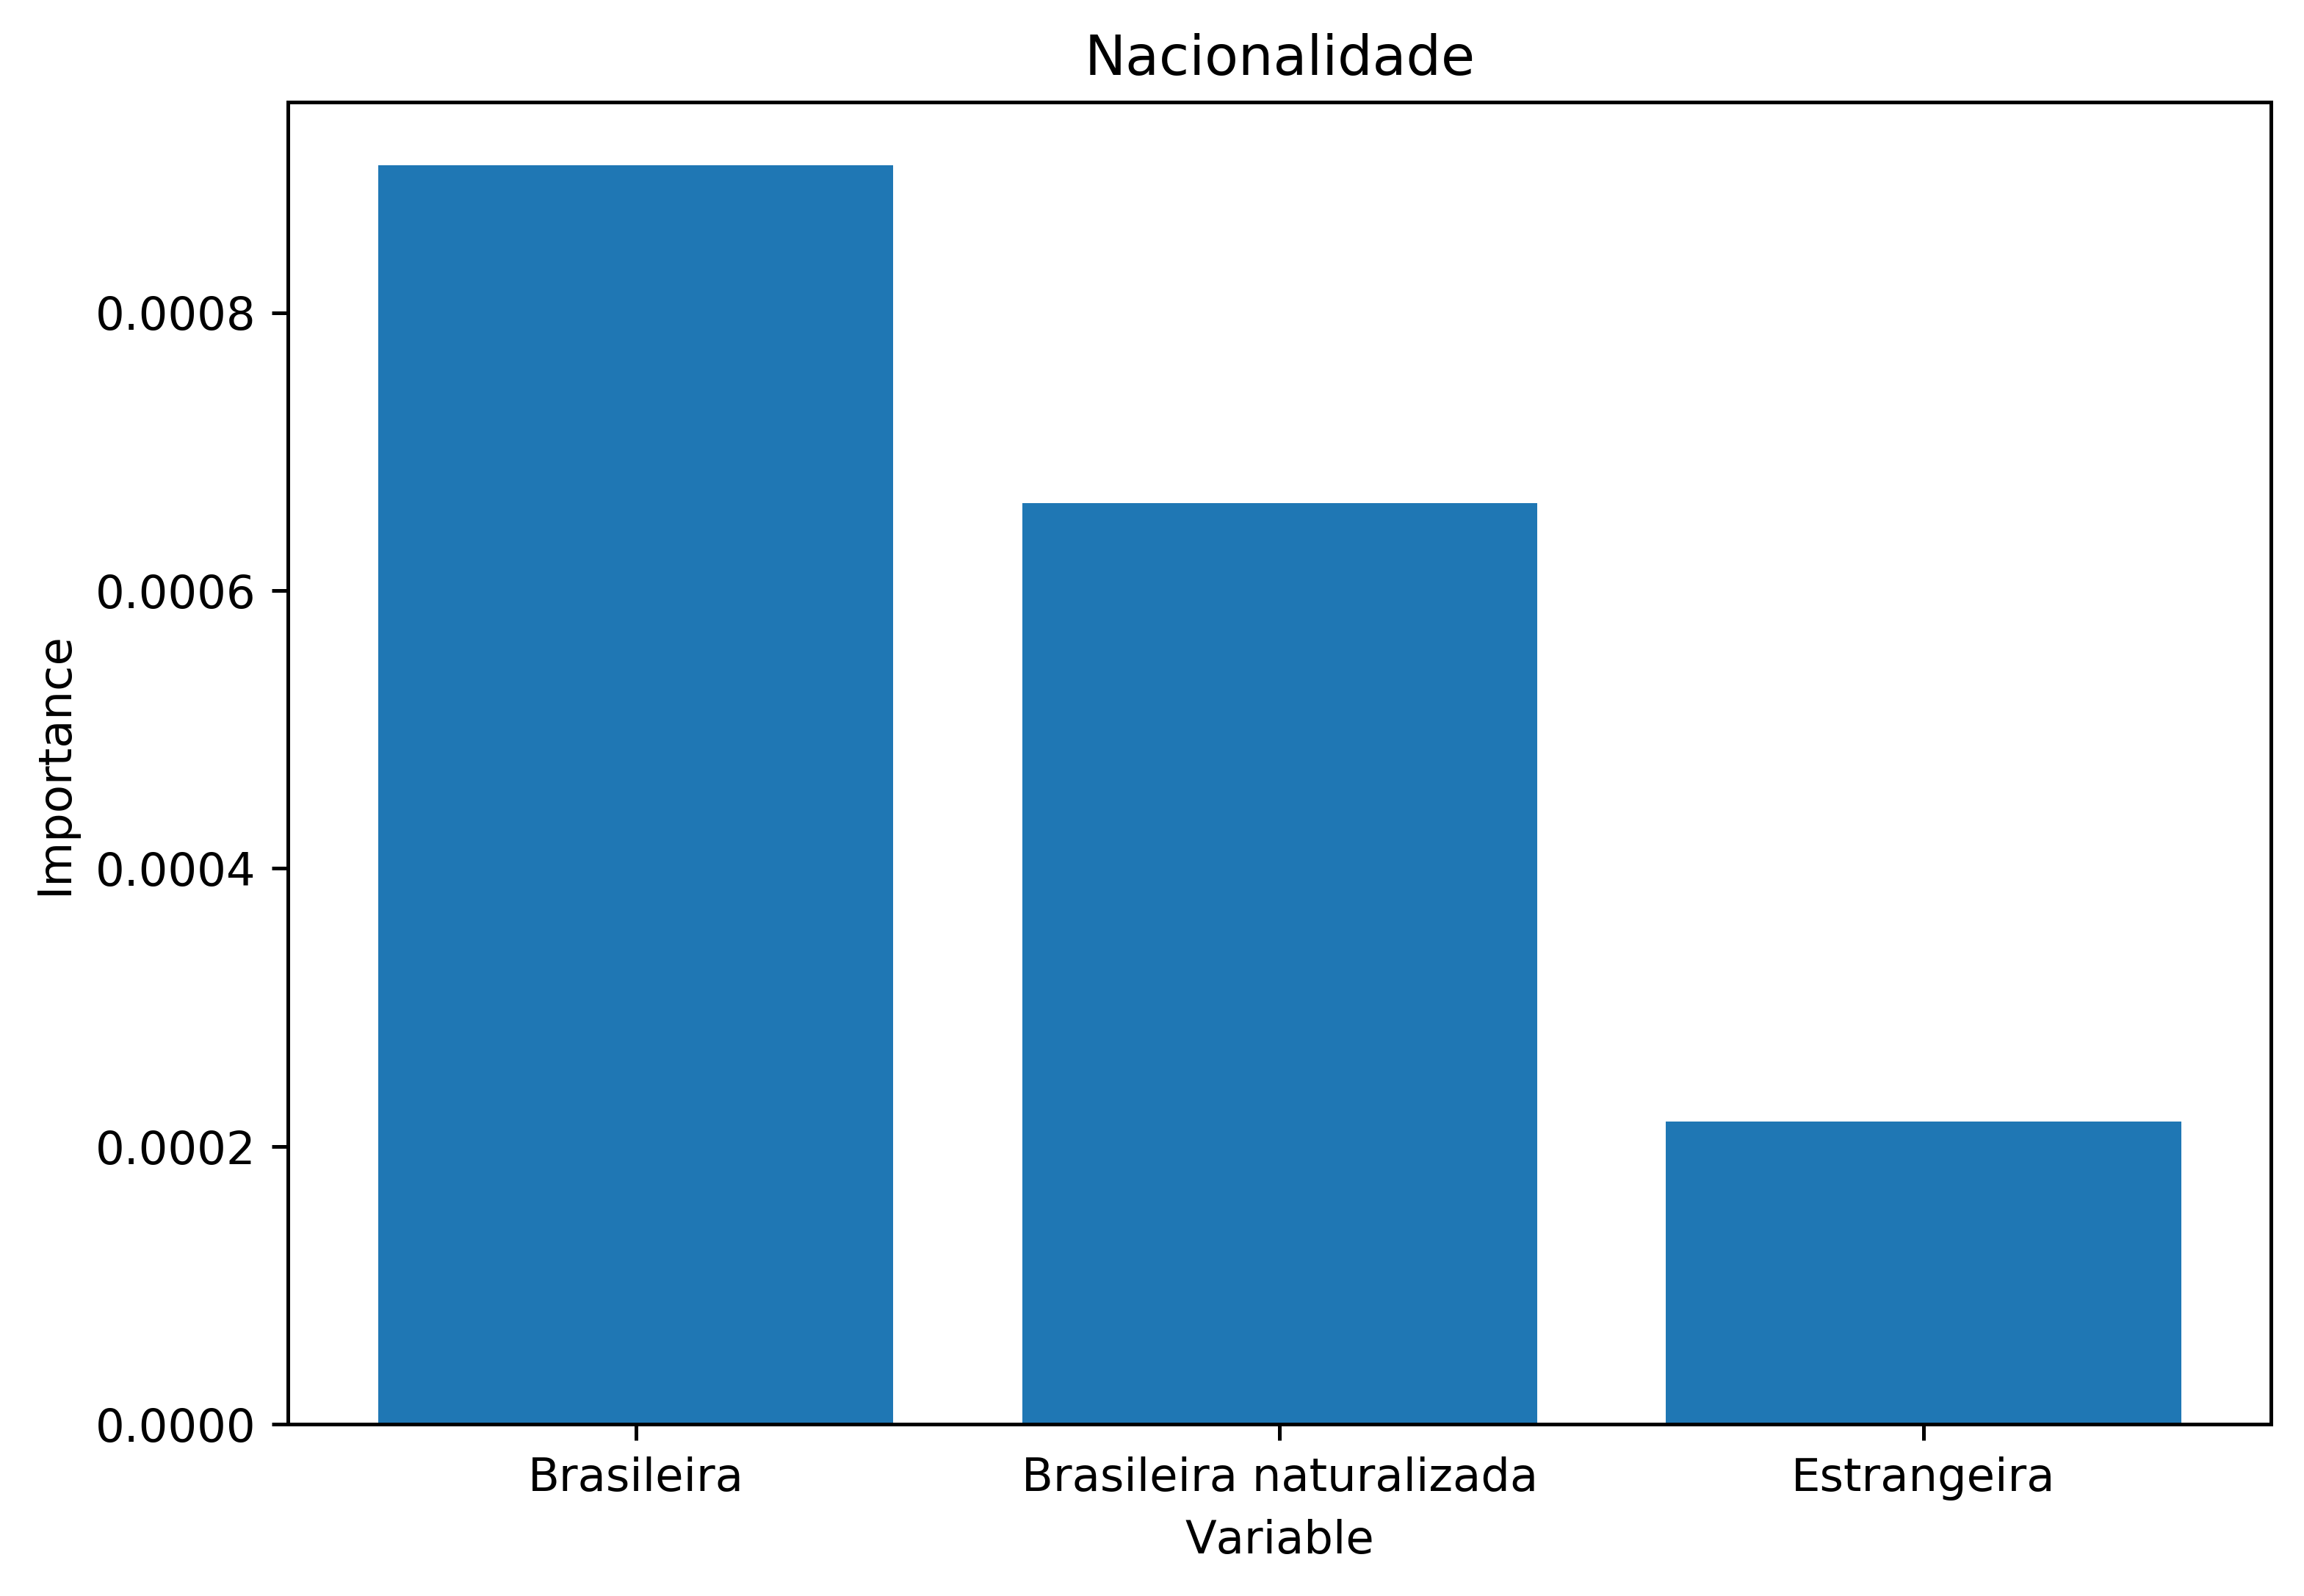 Nacionalidade
Importance
0.0008
0.0006
0.0004
0.0002
0.0000
Brasileira
Brasileira naturalizada
Estrangeira
Variable